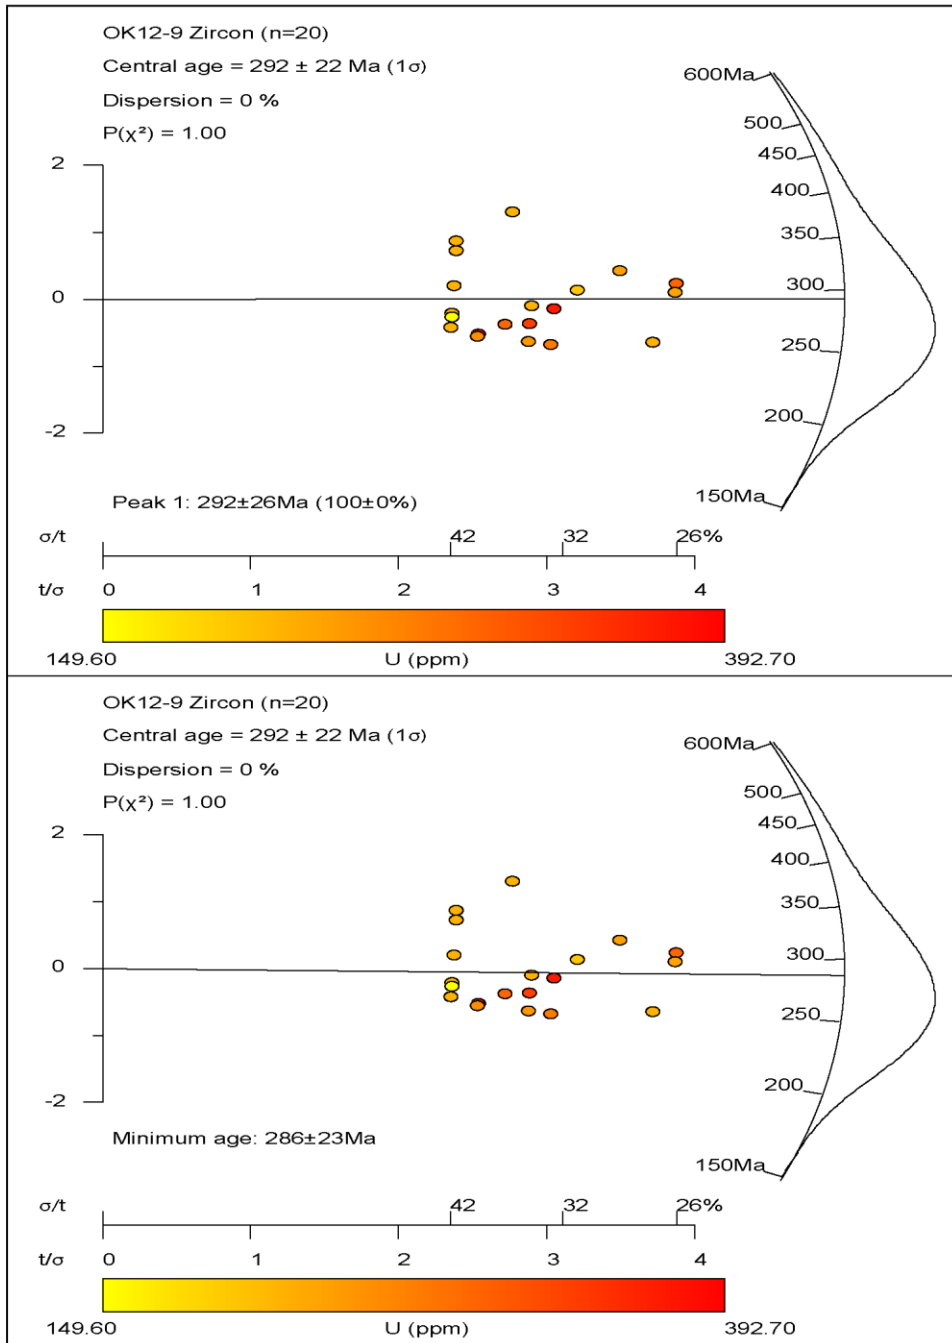 OK12-9 Zircon (n=20)
Central age = 292 ± 22 Ma (1σ)
Dispersion = 0 %
P(χ²) = 1.00
600Ma
500
450
400
350
300
250
200
150Ma
2
0
-2
Peak 1: 292±26Ma (100±0%)
σ/t 42 32 26%
t/σ 0 1 2 3 4
149.60 U (ppm) 392.70
OK12-9 Zircon (n=20)
Central age = 292 ± 22 Ma (1σ)
Dispersion = 0 %
P(χ²) = 1.00
600Ma
500
450
400
350
300
250
200
150Ma
2
0
-2
Minimum age: 286±23Ma
σ/t 42 32 26%
t/σ 0 1 2 3 4
149.60 U (ppm) 392.70